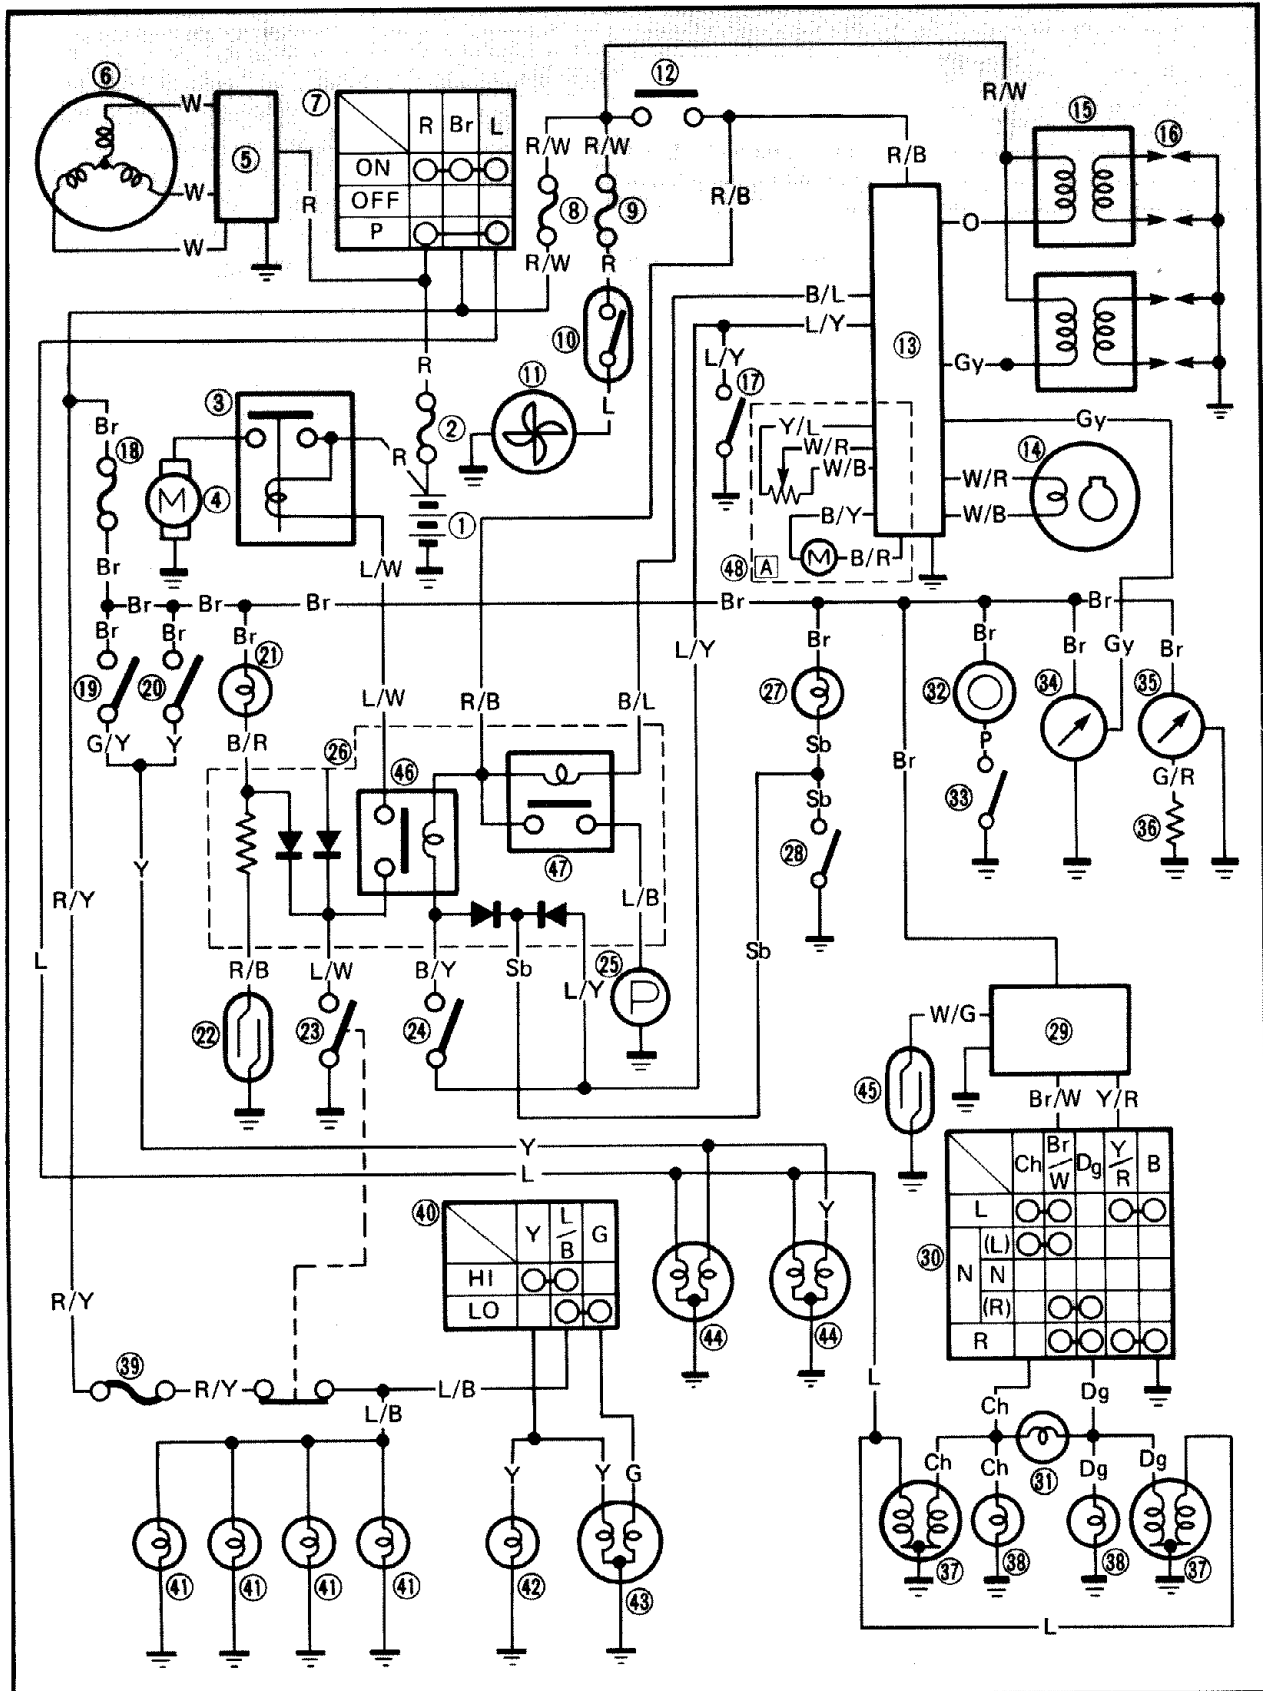 ⑥ ⑦ ⑫ ⑮ ⑯
W R Br L R/W
⑤ ON R/W R/W R/B
W OFF R R/B O
W P ⑧ ⑨
R/W R
B/L
⑩ L/Y
⑬
R L/Y Gy
③ ⑪ ⑰
Br ② L Y/L Gy
⑱ R W/R ⑭
M ④ W/B W/R
① B/Y W/B
Br L/W ㊽ A M B/R
Br Br Br Br Br
Br Br Br ㉑ L/Y Br Br Br Gy Br
⑲ ⑳ L/W R/B B/L ㉗ ㉜ ㉞ ㉟
G/Y Y B/R Sb Br P G/R
㉖ ㊻ Sb ㉝ ㊱
㉘
Y ㊼
R/Y L/B
L Sb
R/B L/W B/Y Sb ㉕
L/Y P W/G ㉙
㉒ ㉓ ㉔ ㊺
Br/W Y/R
Y Ch Br/W Dg Y/R B
L L
㊵ Y L/B G Y (L)
HI ㉚ N N
R/Y LO (R)
㊹ ㊹ R
㊴ R/Y L/B L Dg
L/B Ch
Ch Ch Dg Dg
Y Y G ㉛
㊶ ㊶ ㊶ ㊶ ㊷ ㊸ ㊲ ㊳ ㊳ ㊲
L